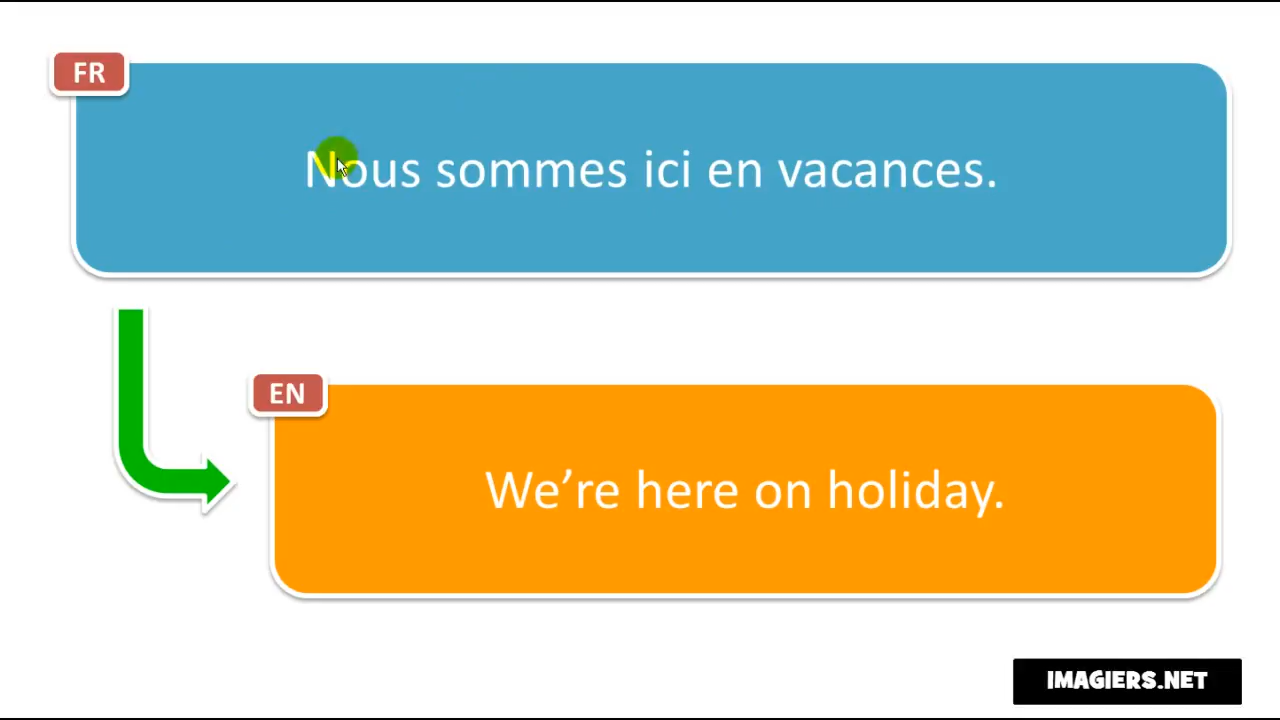 FR
Nous sommes ici en vacances.
EN
We’re here on holiday.
IMAGIERS.NET